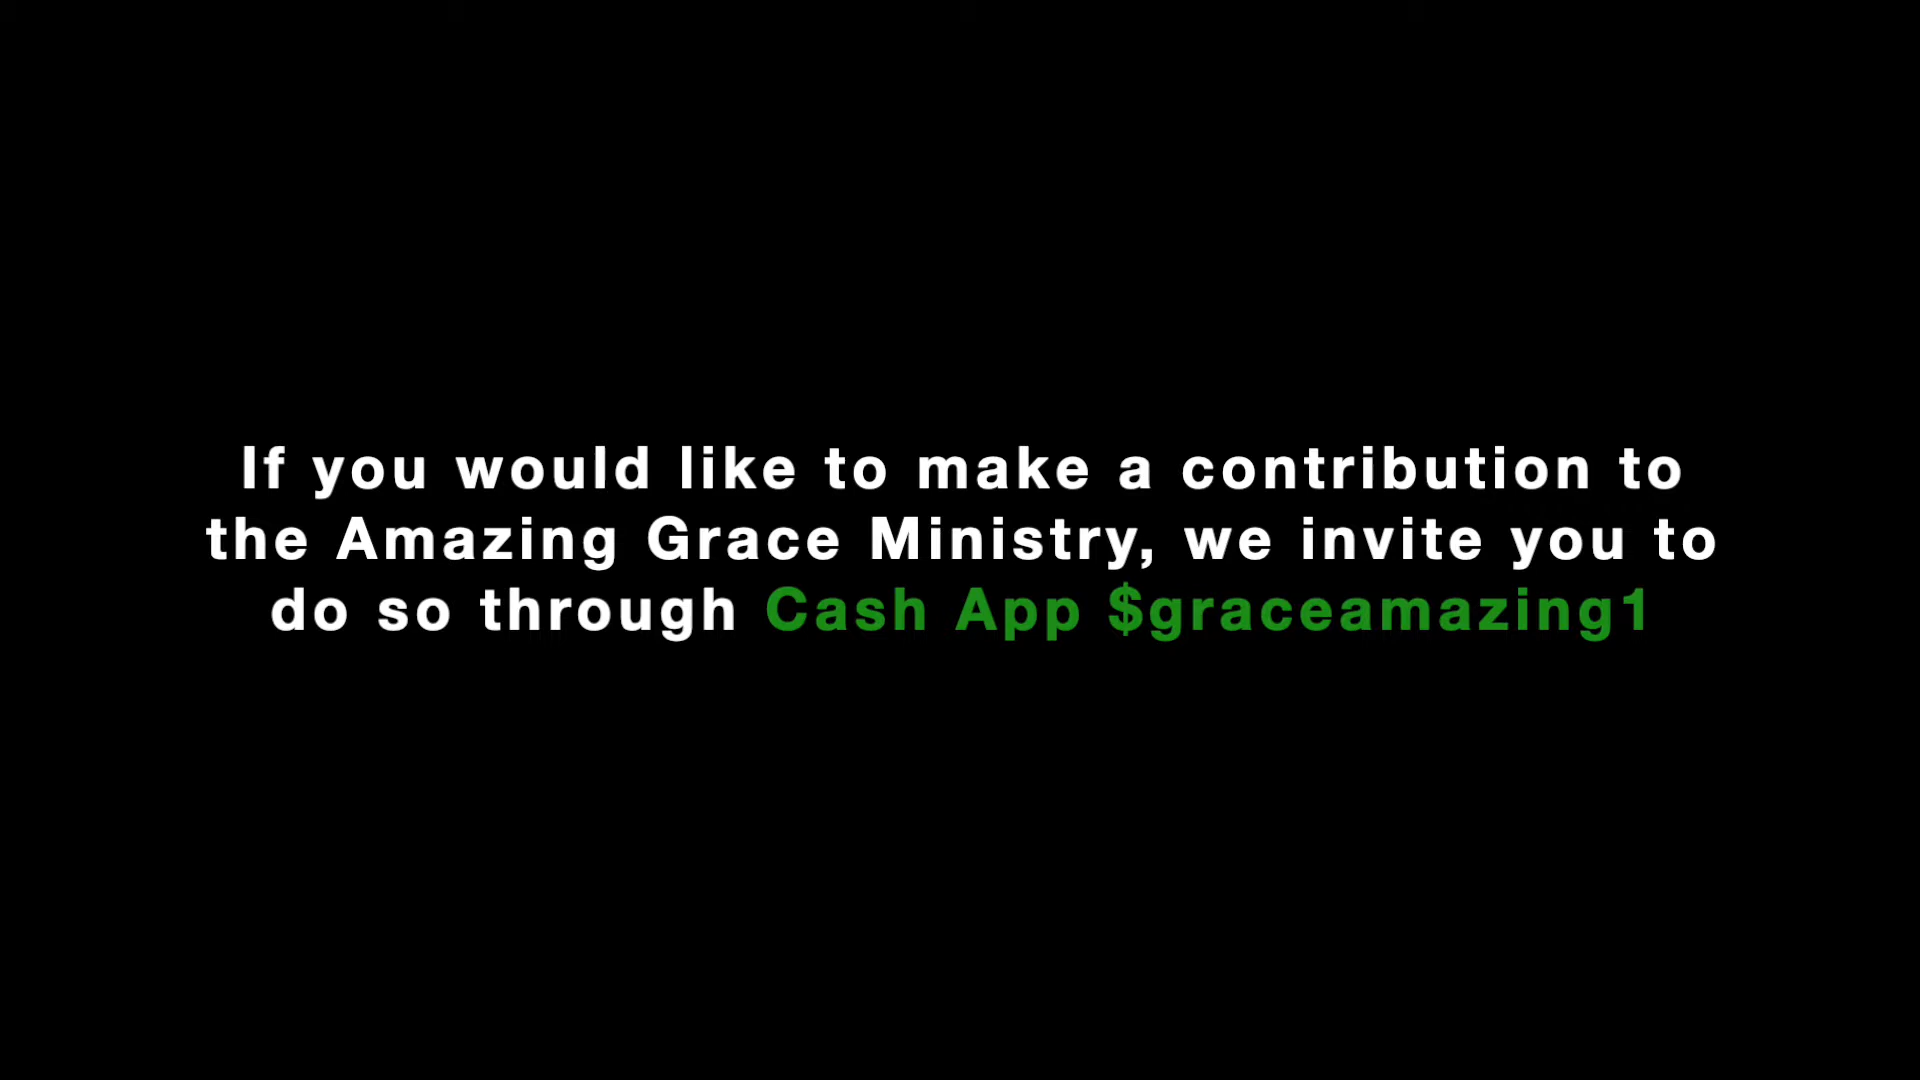 If you would like to make a contribution to
the Amazing Grace Ministry, we invite you to
do so through Cash App $graceamazing1